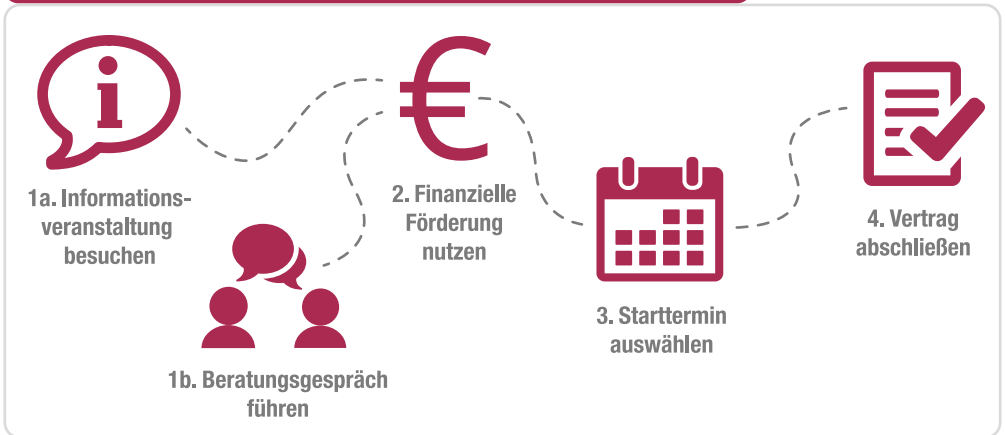 1a. Informations-
veranstaltung
besuchen
1b. Beratungsgespräch
führen
2. Finanzielle
Förderung
nutzen
3. Starttermin
auswählen
4. Vertrag
abschließen